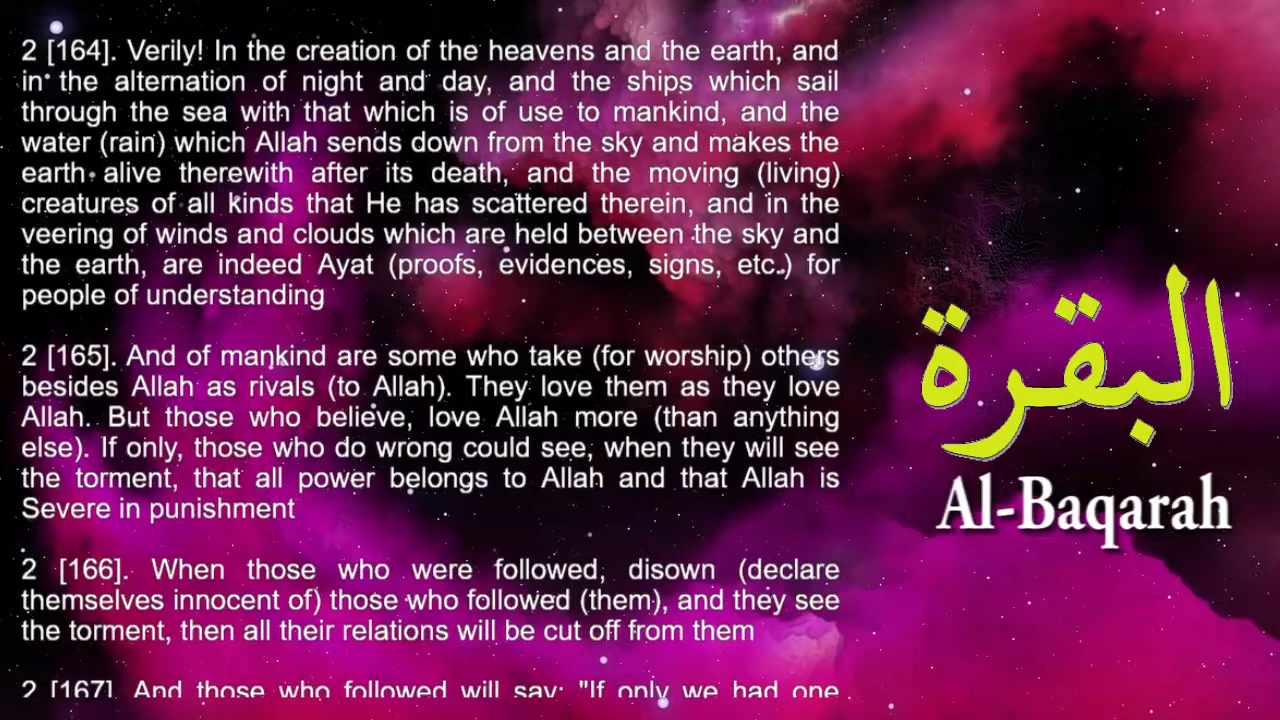 2 [164]. Verily! In the creation of the heavens and the earth, and
in the alternation of night and day, and the ships which sail
through the sea with that which is of use to mankind, and the
water (rain) which Allah sends down from the sky and makes the
earth alive therewith after its death, and the moving (living)
creatures of all kinds that He has scattered therein, and in the
veering of winds and clouds which are held between the sky and
the earth, are indeed Ayat (proofs, evidences, signs, etc.) for
people of understanding
2 [165]. And of mankind are some who take (for worship) others
besides Allah as rivals (to Allah). They love them as they love
Allah. But those who believe, love Allah more (than anything
else). If only, those who do wrong could see, when they will see
the torment, that all power belongs to Allah and that Allah is
Severe in punishment
2 [166]. When those who were followed, disown (declare
themselves innocent of) those who followed (them), and they see
the torment, then all their relations will be cut off from them
2 [167]. And those who followed will say: "If only we had one
البقرة
Al-Baqarah